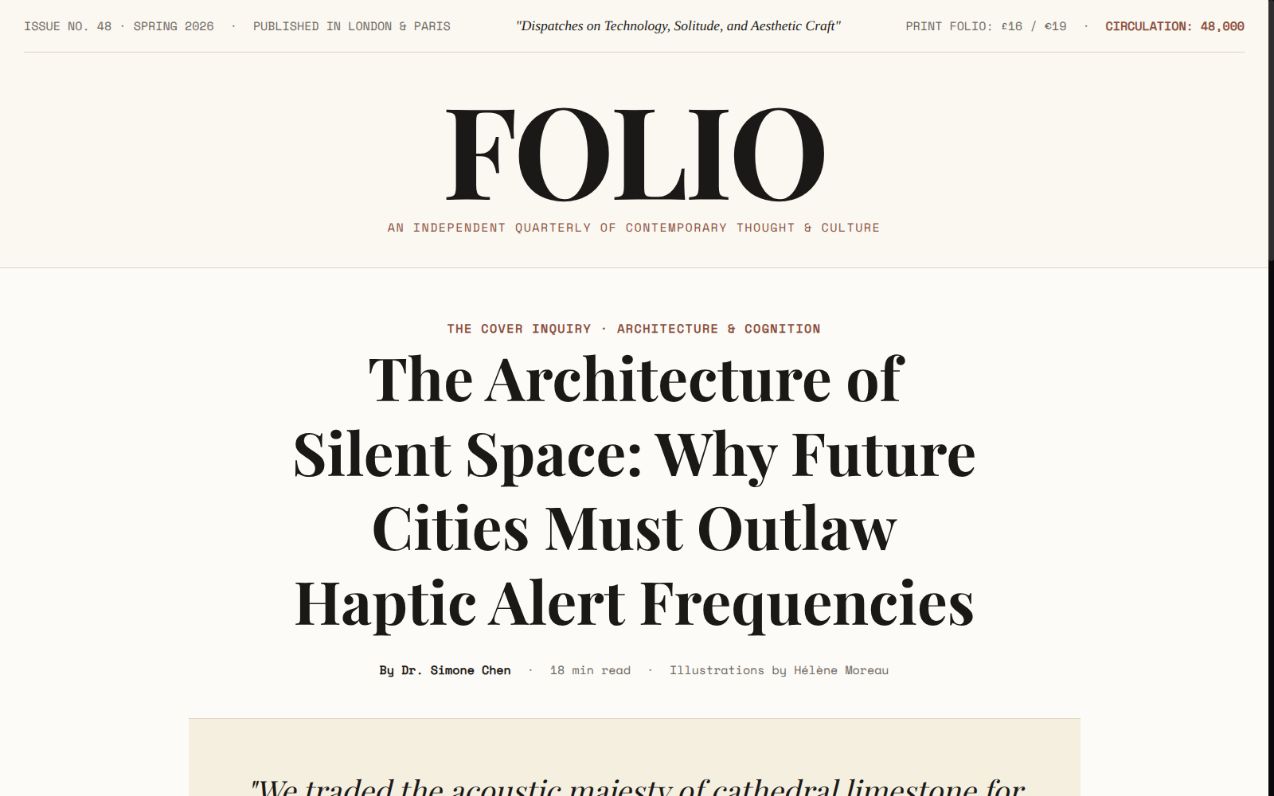 ISSUE NO. 48 · SPRING 2026 · PUBLISHED IN LONDON & PARIS
"Dispatches on Technology, Solitude, and Aesthetic Craft"
PRINT FOLIO: £16 / €19 · CIRCULATION: 48,000
FOLIO
AN INDEPENDENT QUARTERLY OF CONTEMPORARY THOUGHT & CULTURE
THE COVER INQUIRY · ARCHITECTURE & COGNITION
The Architecture of
Silent Space: Why Future
Cities Must Outlaw
Haptic Alert Frequencies
By Dr. Simone Chen · 18 min read · Illustrations by Hélène Moreau
"We traded the acoustic majesty of cathedral limestone for